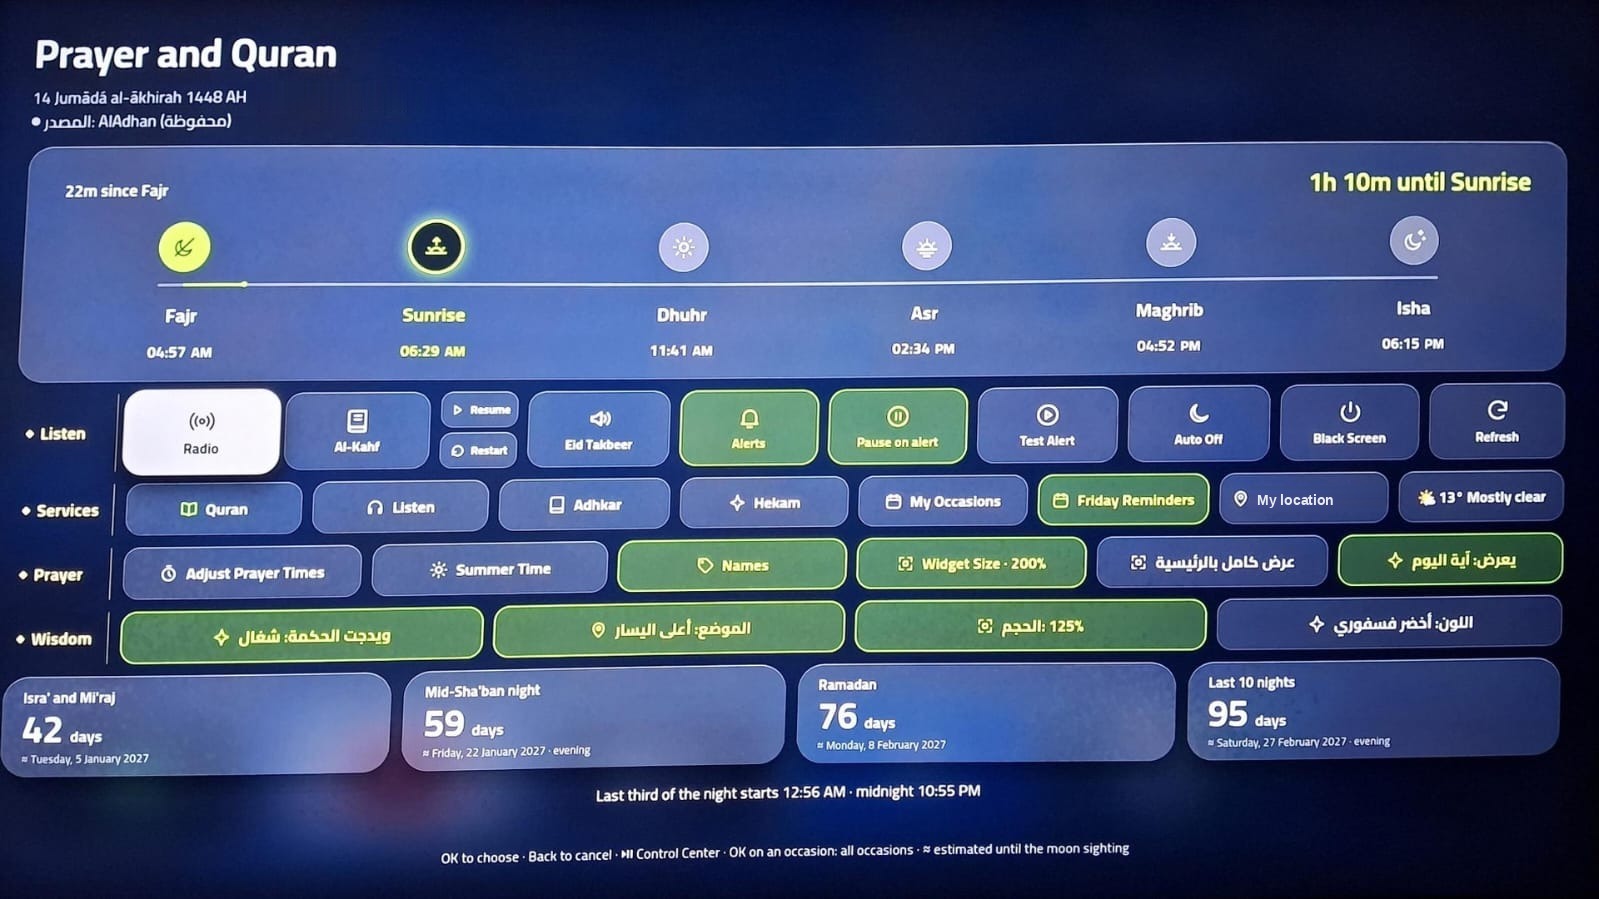 Prayer and Quran
14 Jumādá al-ākhirah 1448 AH
● المصدر: AlAdhan (محفوظة)
22m since Fajr
1h 10m until Sunrise
Fajr
04:57 AM
Sunrise
06:29 AM
Dhuhr
11:41 AM
Asr
02:34 PM
Maghrib
04:52 PM
Isha
06:15 PM
Listen
Radio
Al-Kahf
Resume
Restart
Eid Takbeer
Alerts
Pause on alert
Test Alert
Auto Off
Black Screen
Refresh
Services
Quran
Listen
Adhkar
Hekam
My Occasions
Friday Reminders
My location
13° Mostly clear
Prayer
Adjust Prayer Times
Summer Time
Names
Widget Size · 200%
عرض كامل بالرئيسية
يعرض: آية اليوم
Wisdom
ويدجت الحكمة: شغال
الموضع: أعلى اليسار
الحجم: 125%
اللون: أخضر فسفوري
Isra' and Mi'raj
42 days
≈ Tuesday, 5 January 2027
Mid-Sha'ban night
59 days
≈ Friday, 22 January 2027 · evening
Ramadan
76 days
≈ Monday, 8 February 2027
Last 10 nights
95 days
≈ Saturday, 27 February 2027 · evening
Last third of the night starts 12:56 AM · midnight 10:55 PM
OK to choose · Back to cancel · ⏯ Control Center · OK on an occasion: all occasions · ≈ estimated until the moon sighting